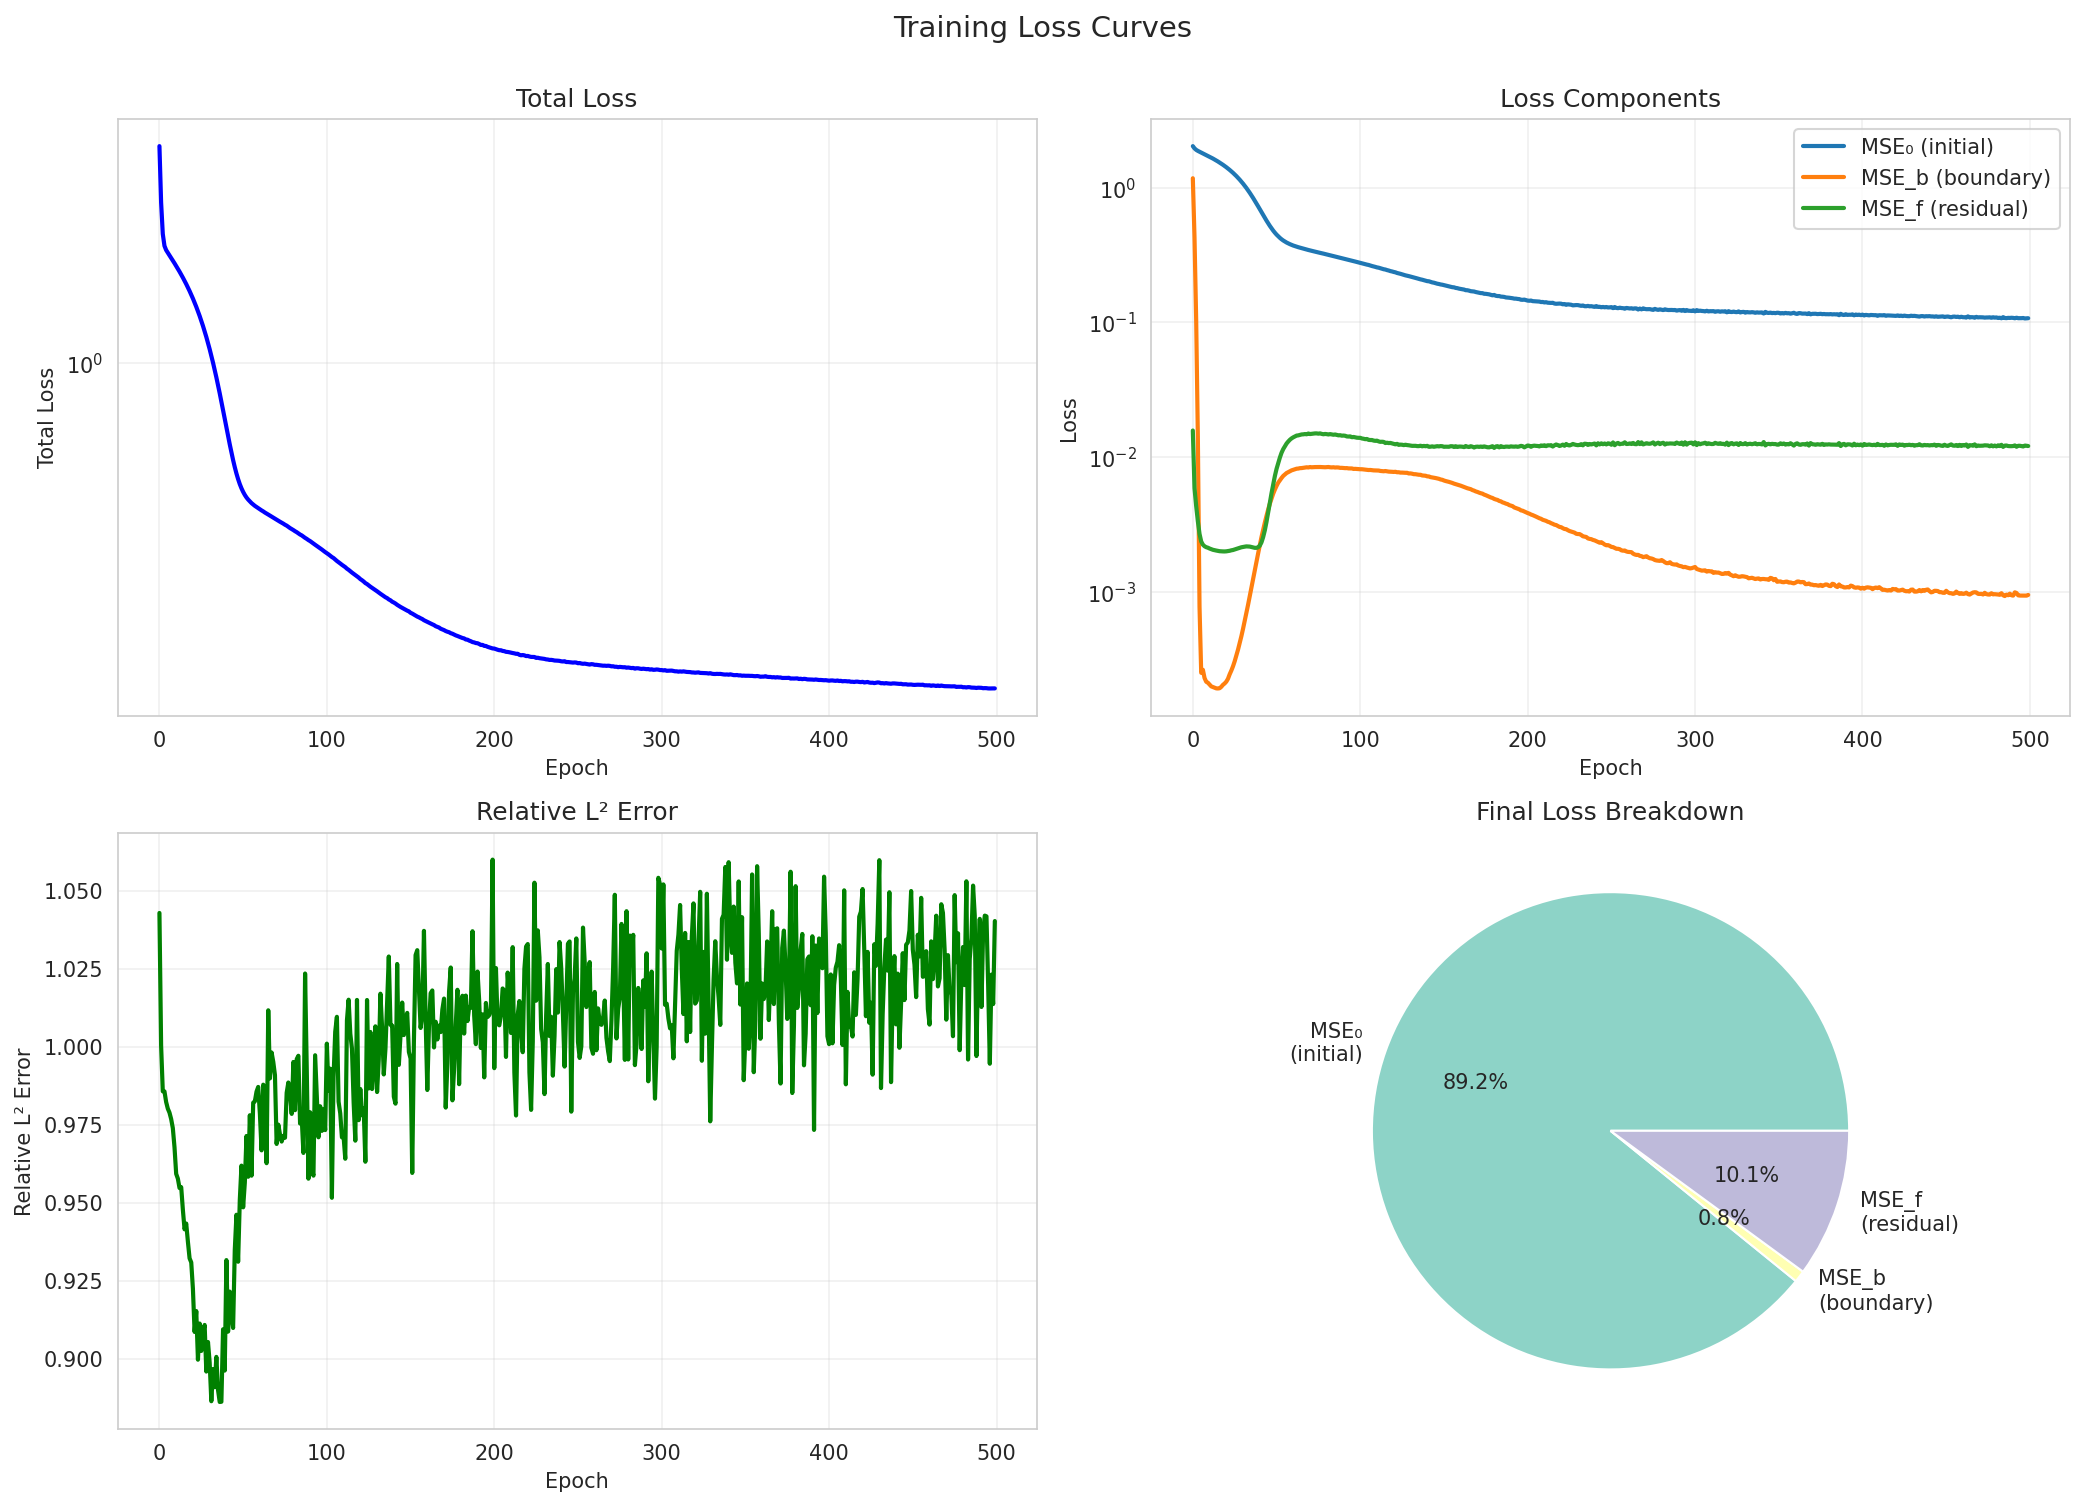 Training Loss Curves
Total Loss
Total Loss
10⁰
0 100 200 300 400 500
Epoch
Loss Components
Loss
10⁰
10⁻¹
10⁻²
10⁻³
MSE₀ (initial)
MSE_b (boundary)
MSE_f (residual)
0 100 200 300 400 500
Epoch
Relative L² Error
Relative L² Error
1.050
1.025
1.000
0.975
0.950
0.925
0.900
0 100 200 300 400 500
Epoch
Final Loss Breakdown
MSE₀
(initial)
89.2%
10.1%
0.8%
MSE_f
(residual)
MSE_b
(boundary)